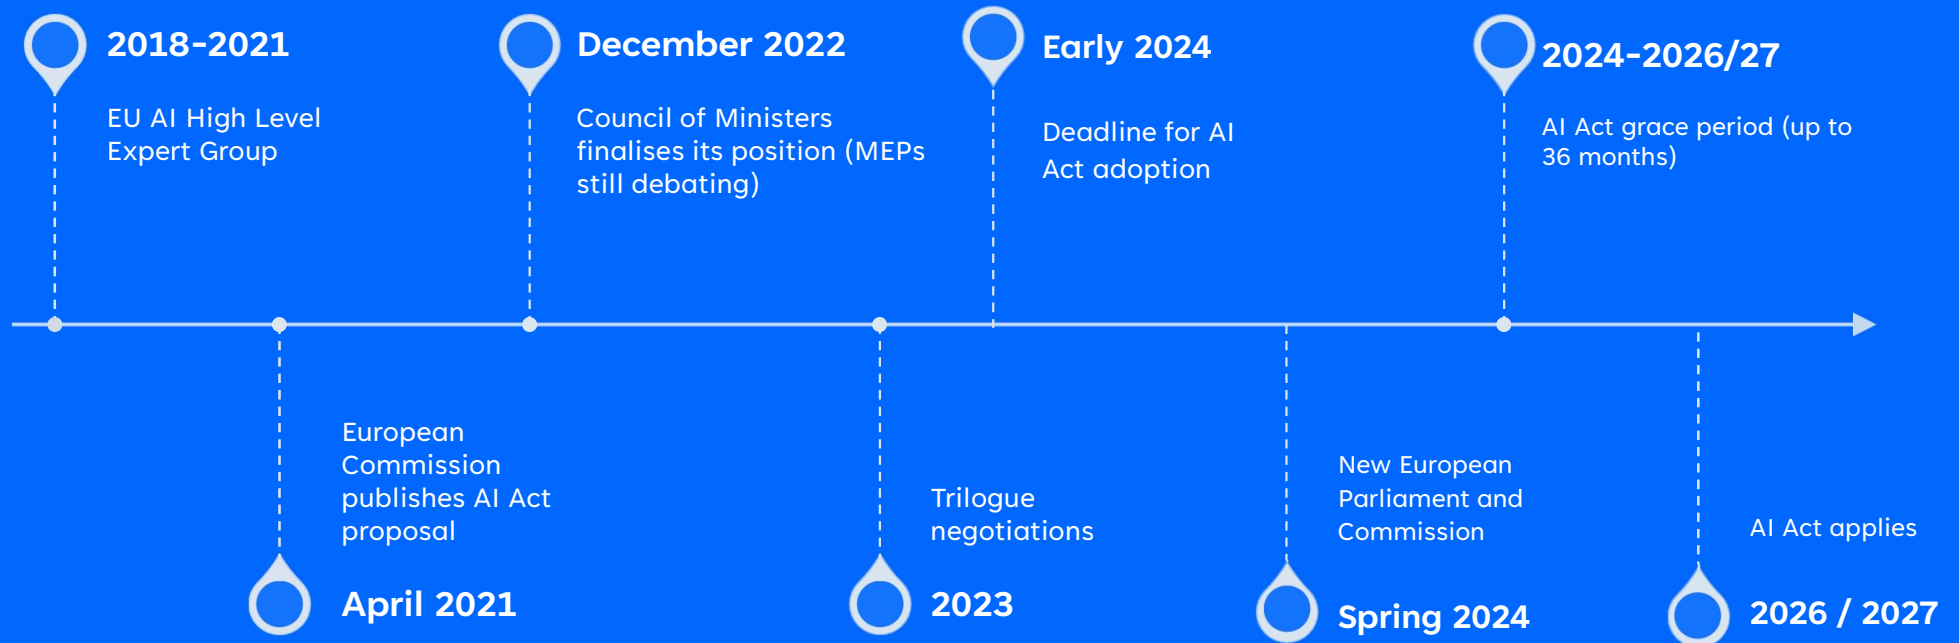 2018-2021
EU AI High Level
Expert Group
December 2022
Council of Ministers
finalises its position (MEPs
still debating)
Early 2024
Deadline for AI
Act adoption
2024-2026/27
AI Act grace period (up to
36 months)
European
Commission
publishes AI Act
proposal
April 2021
Trilogue
negotiations
2023
New European
Parliament and
Commission
Spring 2024
AI Act applies
2026 / 2027